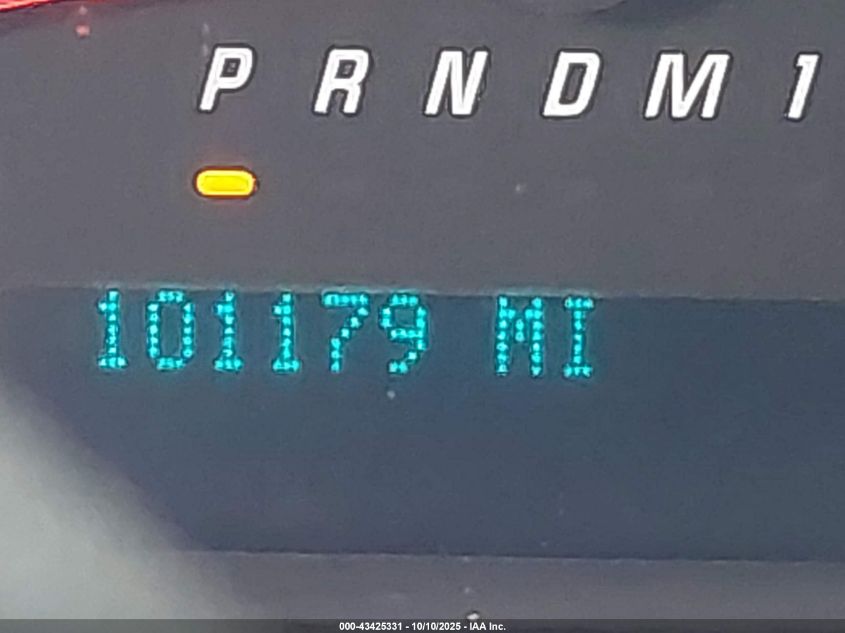 P R N D M 1
101179 MI
000-43425331 - 10/10/2025 - IAA Inc.